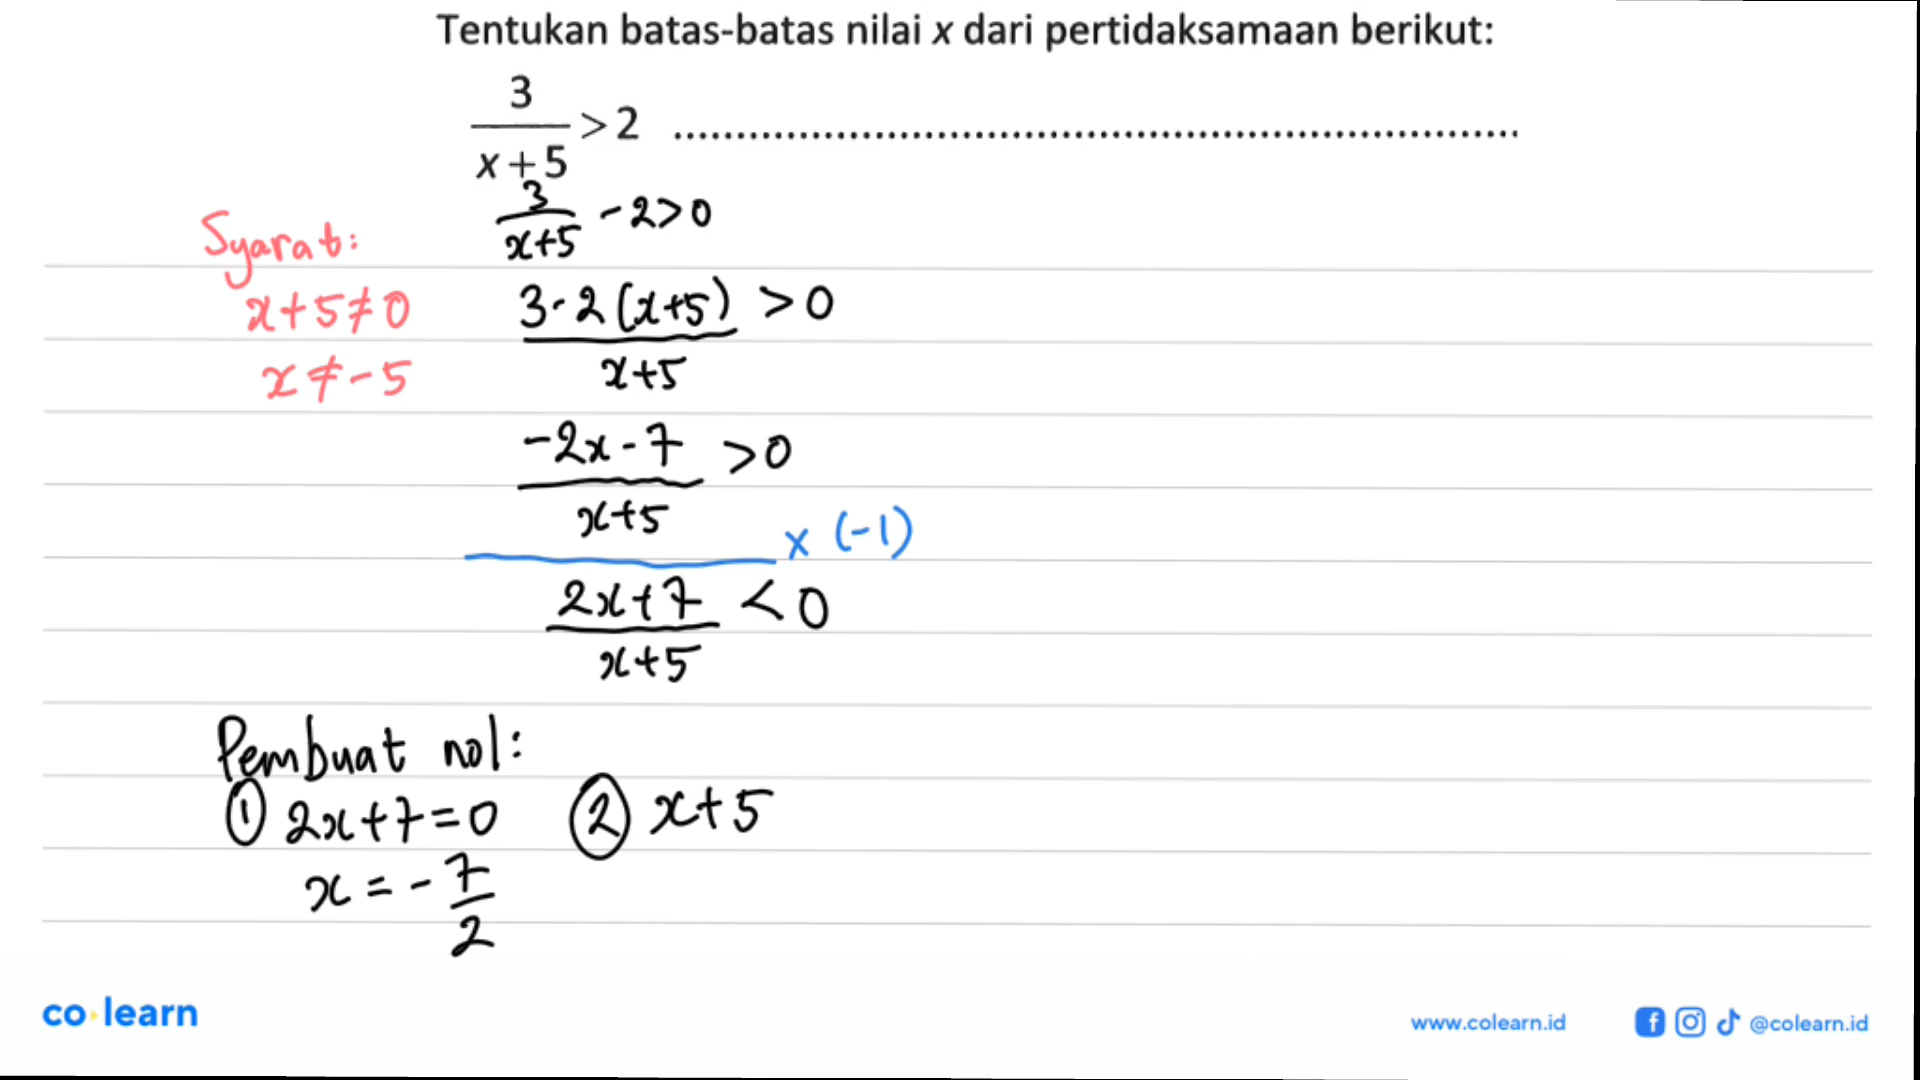 Tentukan batas-batas nilai x dari pertidaksamaan berikut:
3
─── > 2 ..................................................................
x + 5
3/(x+5) - 2 > 0
Syarat:
x + 5 ≠ 0
x ≠ -5
3 - 2(x+5) / (x+5) > 0
-2x - 7 / (x+5) > 0
x (-1)
2x + 7 / (x+5) < 0
Pembuat nol:
① 2x + 7 = 0 ② x + 5
x = - 7/2
co learn
www.colearn.id @colearn.id